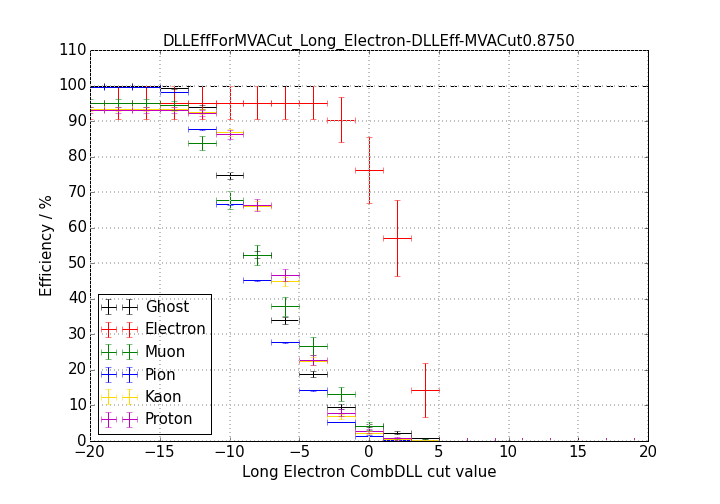 DLLEffForMVACut_Long_Electron-DLLEff-MVACut0.8750
110
100
90
80
70
60
50
40
30
20
10
0
Efficiency / %
Ghost
Electron
Muon
Pion
Kaon
Proton
−20 −15 −10 −5 0 5 10 15 20
Long Electron CombDLL cut value